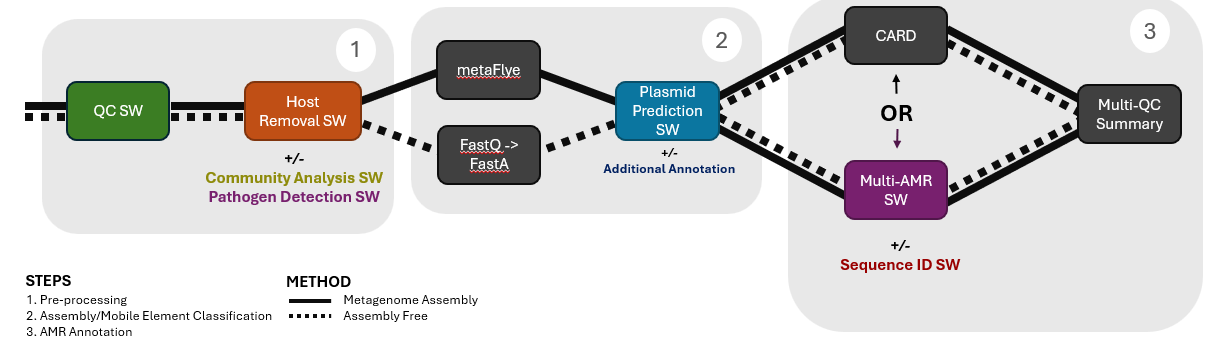 1
QC SW
Host
Removal SW
+/-
Community Analysis SW
Pathogen Detection SW
2
metaFlye
FastQ ->
FastA
Plasmid
Prediction
SW
+/-
Additional Annotation
3
CARD
OR
Multi-AMR
SW
+/-
Sequence ID SW
Multi-QC
Summary
STEPS
1. Pre-processing
2. Assembly/Mobile Element Classification
3. AMR Annotation
METHOD
Metagenome Assembly
Assembly Free